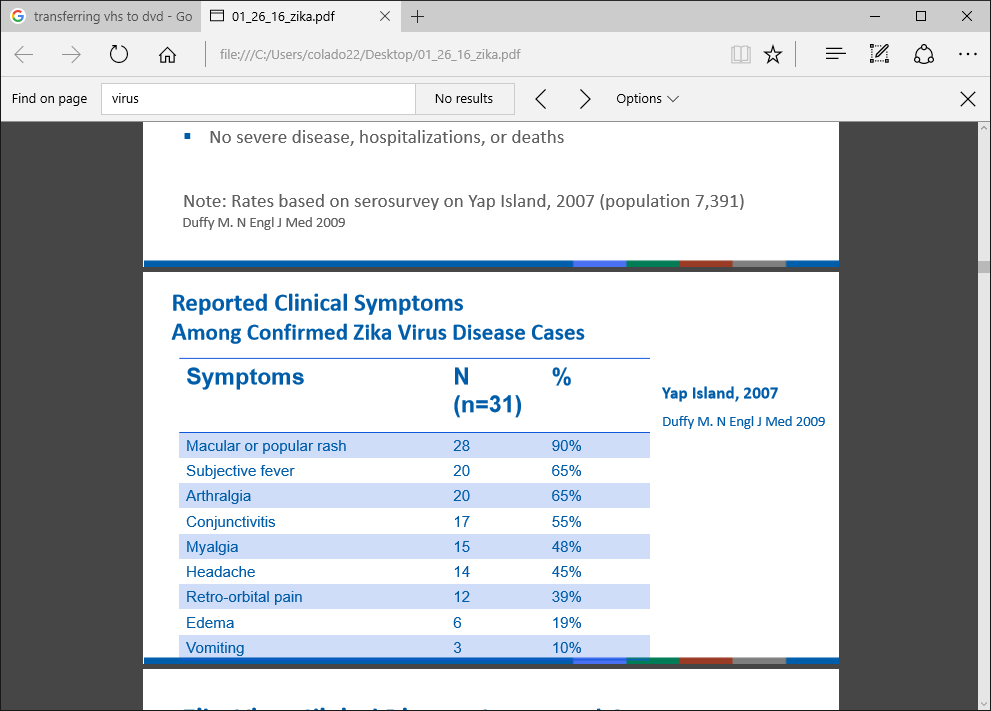 transferring vhs to dvd - Go
01_26_16_zika.pdf
file:///C:/Users/colado22/Desktop/01_26_16_zika.pdf
Find on page virus No results Options
No severe disease, hospitalizations, or deaths
Note: Rates based on serosurvey on Yap Island, 2007 (population 7,391)
Duffy M. N Engl J Med 2009
Reported Clinical Symptoms
Among Confirmed Zika Virus Disease Cases
Symptoms N %
(n=31)
Yap Island, 2007
Duffy M. N Engl J Med 2009
Macular or popular rash 28 90%
Subjective fever 20 65%
Arthralgia 20 65%
Conjunctivitis 17 55%
Myalgia 15 48%
Headache 14 45%
Retro-orbital pain 12 39%
Edema 6 19%
Vomiting 3 10%